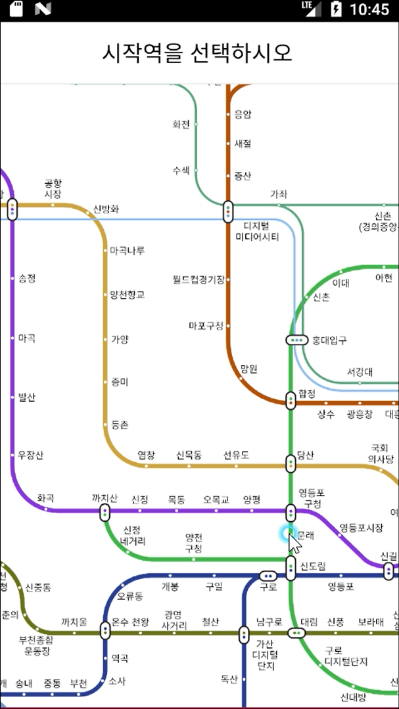 LTE 10:45
시작역을 선택하시오
응암
화전
새절
수색
증산
공항
시장
가좌
신방화
디지털
미디어시티
신촌
(경의중앙
마곡나루
송정
월드컵경기장
이대
아현
양천향교
신촌
마포구청
마곡
가양
홍대입구
망원
서강대
증미
발산
합정
상수
광흥창
대흥
등촌
우장산
염창
신목동
선유도
당산
국회
의사당
화곡
까치산
신정
목동
오목교
양평
영등포
구청
신정
네거리
양천
구청
문래
영등포시장
신길
신도림
신중동
오류동
개봉
구일
구로
영등포
준의
까치울
온수
천왕
광명
사거리
철산
남구로
대림
신풍
보라매
부천종합
운동장
역곡
가산
디지털
단지
구로
디지털단지
송내
중동
부천
소사
독산
신대방